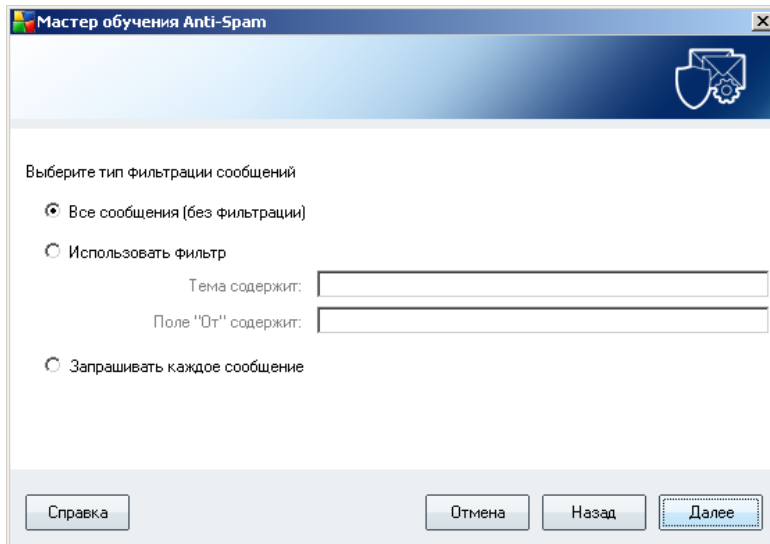 Мастер обучения Anti-Spam
Выберите тип фильтрации сообщений
Все сообщения (без фильтрации)
Использовать фильтр
Тема содержит:
Поле "От" содержит:
Запрашивать каждое сообщение
Справка Отмена Назад Далее